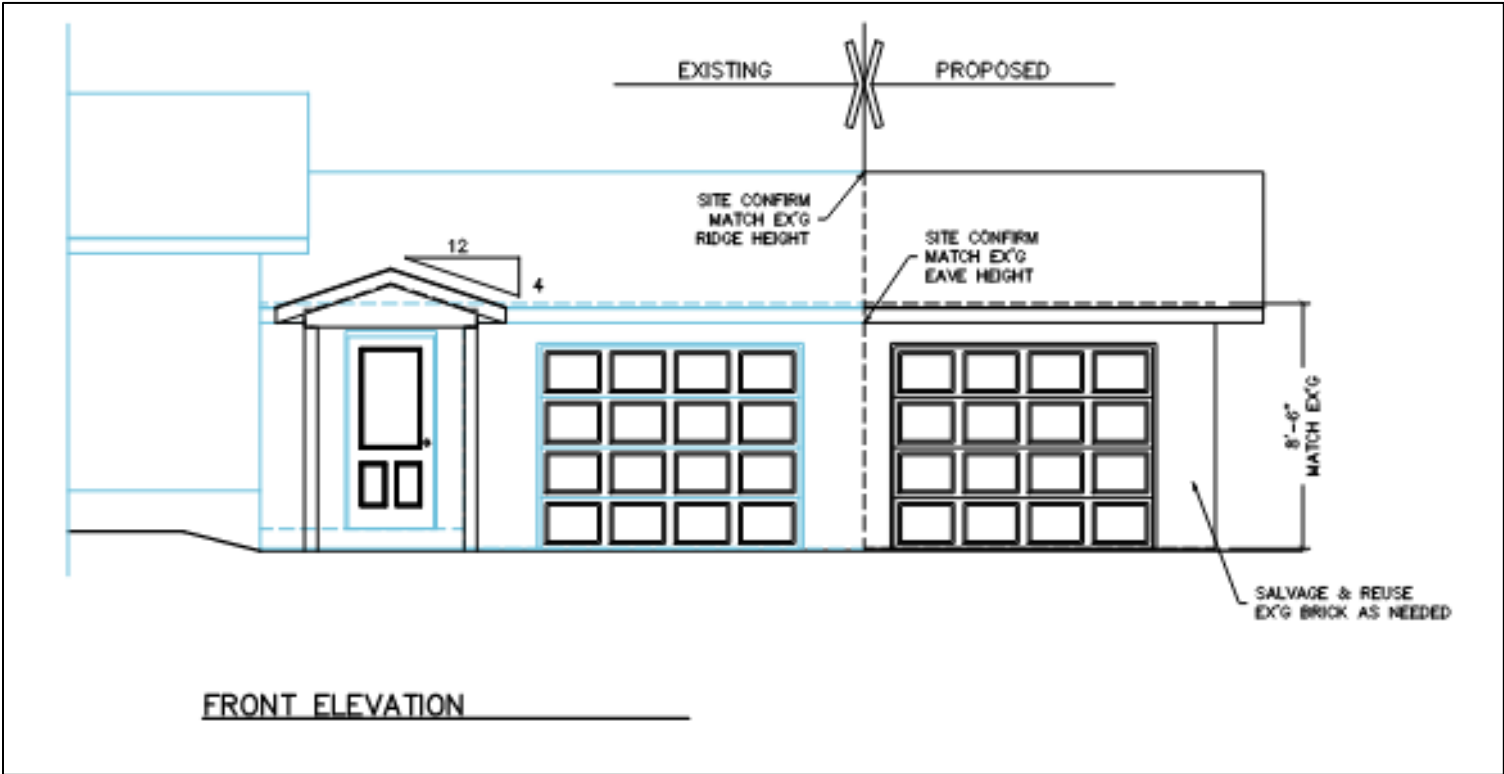 EXISTING
PROPOSED
SITE CONFIRM
MATCH EX'G
RIDGE HEIGHT
SITE CONFIRM
MATCH EX'G
EAVE HEIGHT
12
4
8'-6"
MATCH EX'G
SALVAGE & REUSE
EX'G BRICK AS NEEDED
FRONT ELEVATION